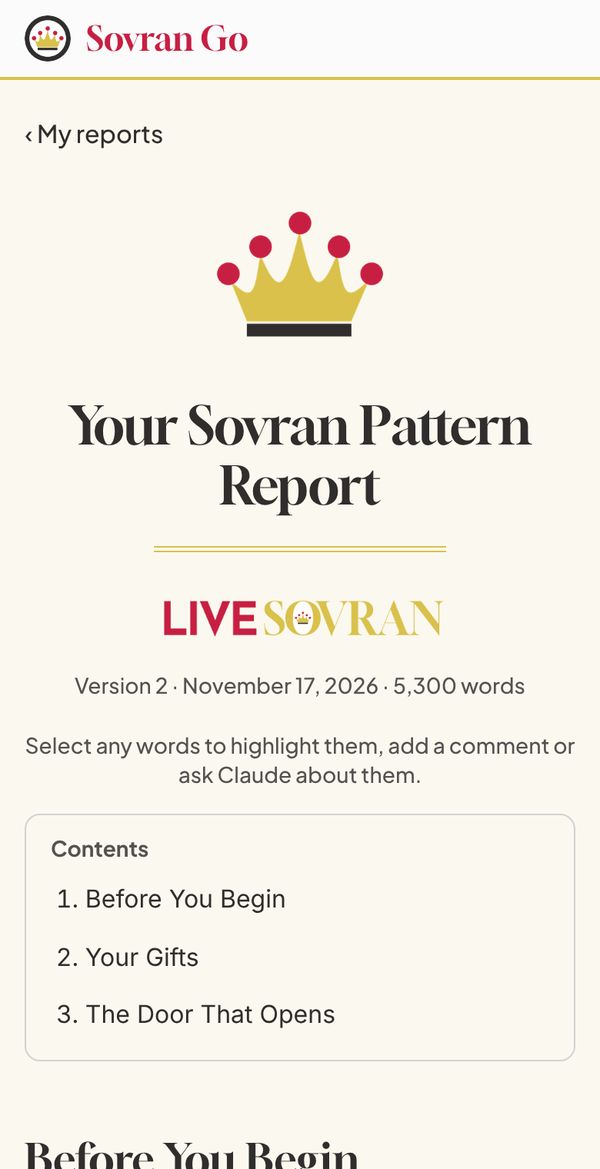 Sovran Go
‹ My reports
Your Sovran Pattern
Report
LIVE SOVRAN
Version 2 · November 17, 2026 · 5,300 words
Select any words to highlight them, add a comment or
ask Claude about them.
Contents
1. Before You Begin
2. Your Gifts
3. The Door That Opens
Before You Begin